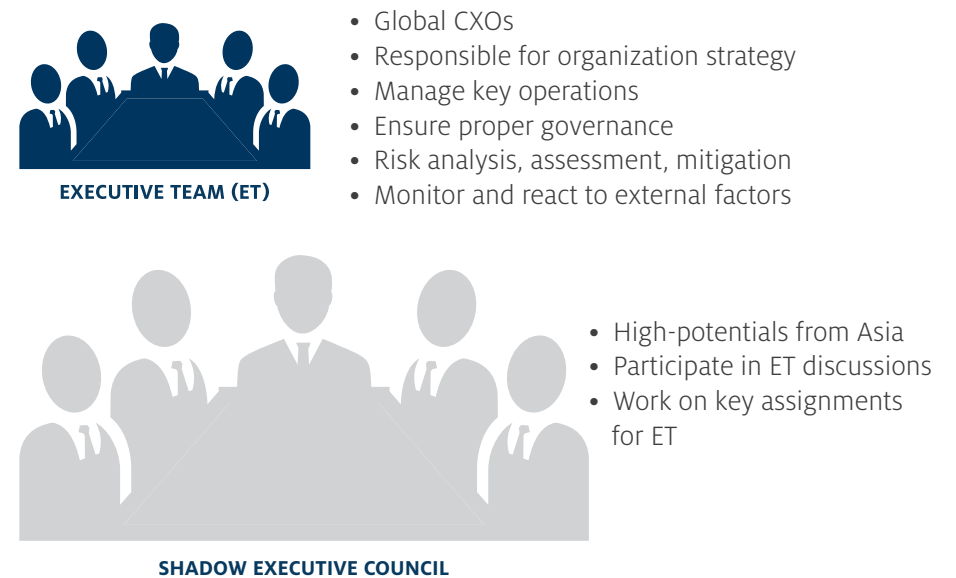 • Global CXOs
• Responsible for organization strategy
• Manage key operations
• Ensure proper governance
• Risk analysis, assessment, mitigation
• Monitor and react to external factors
EXECUTIVE TEAM (ET)
• High-potentials from Asia
• Participate in ET discussions
• Work on key assignments
for ET
SHADOW EXECUTIVE COUNCIL